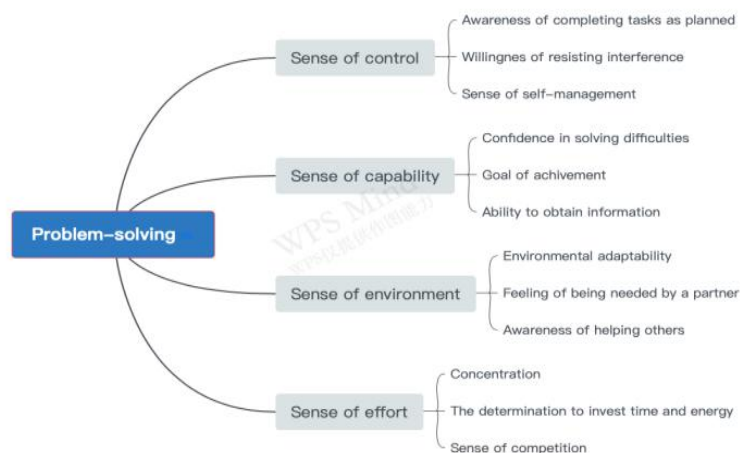 Awareness of completing tasks as planned
Sense of control
Willingnes of resisting interference
Sense of self-management
Confidence in solving difficulties
Sense of capability
Goal of achivement
Ability to obtain information
WPS Mind
Problem-solving
Environmental adaptability
Sense of environment
Feeling of being needed by a partner
Awareness of helping others
Concentration
Sense of effort
The determination to invest time and energy
Sense of competition